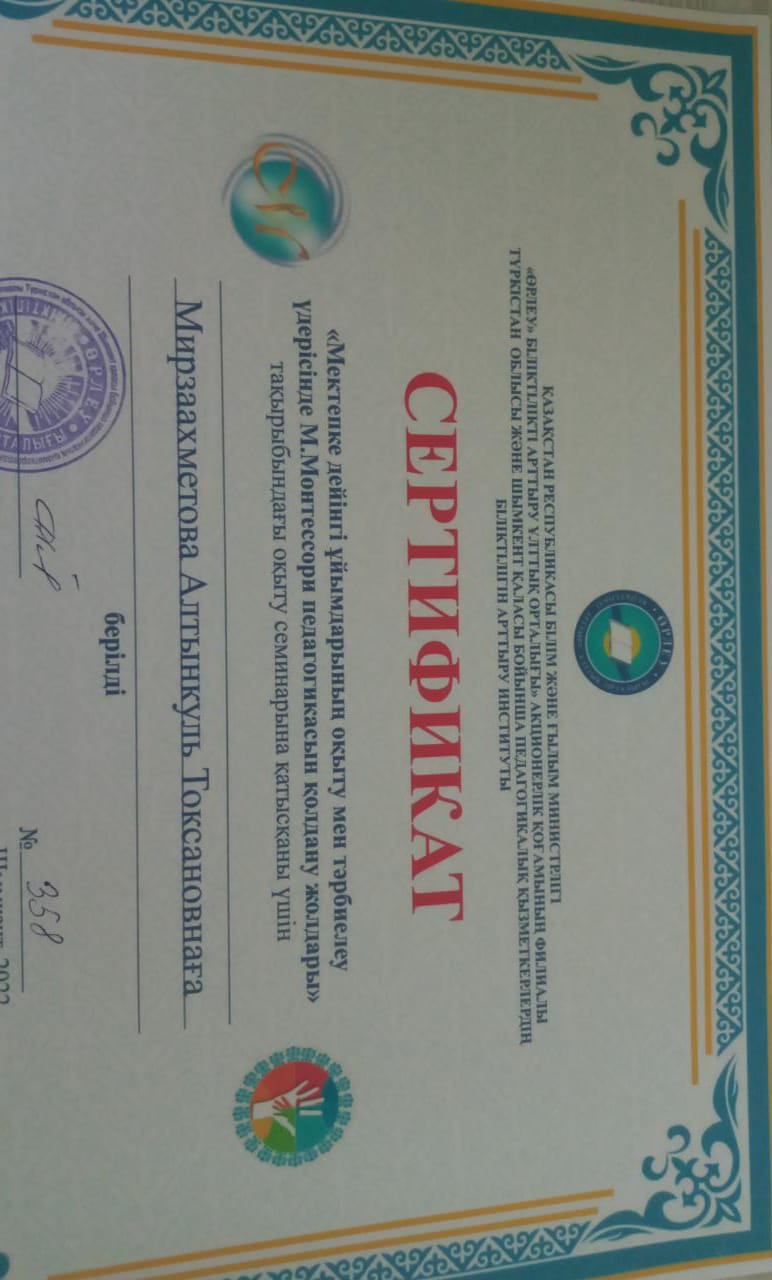 ӨРЛЕУ
ҚАЗАҚСТАН РЕСПУБЛИКАСЫ БІЛІМ ЖӘНЕ ҒЫЛЫМ МИНИСТРЛІГІ
«ӨРЛЕУ» БІЛІКТІЛІКТІ АРТТЫРУ ҰЛТТЫҚ ОРТАЛЫҒЫ» АКЦИОНЕРЛІК ҚОҒАМЫНЫҢ ФИЛИАЛЫ
ТҮРКІСТАН ОБЛЫСЫ ЖӘНЕ ШЫМКЕНТ ҚАЛАСЫ БОЙЫНША ПЕДАГОГИКАЛЫҚ ҚЫЗМЕТКЕРЛЕРДІҢ
БІЛІКТІЛІГІН АРТТЫРУ ИНСТИТУТЫ
СЕРТИФИКАТ
«Мектепке дейінгі ұйымдарының оқыту мен тәрбиелеу
үдерісінде М.Монтессори педагогикасын қолдану жолдары»
тақырыбындағы оқыту семинарына қатысқаны үшін
Мирзаахметова Алтынкуль Токсановнаға
берілді
ӨРЛЕУ
№ 358